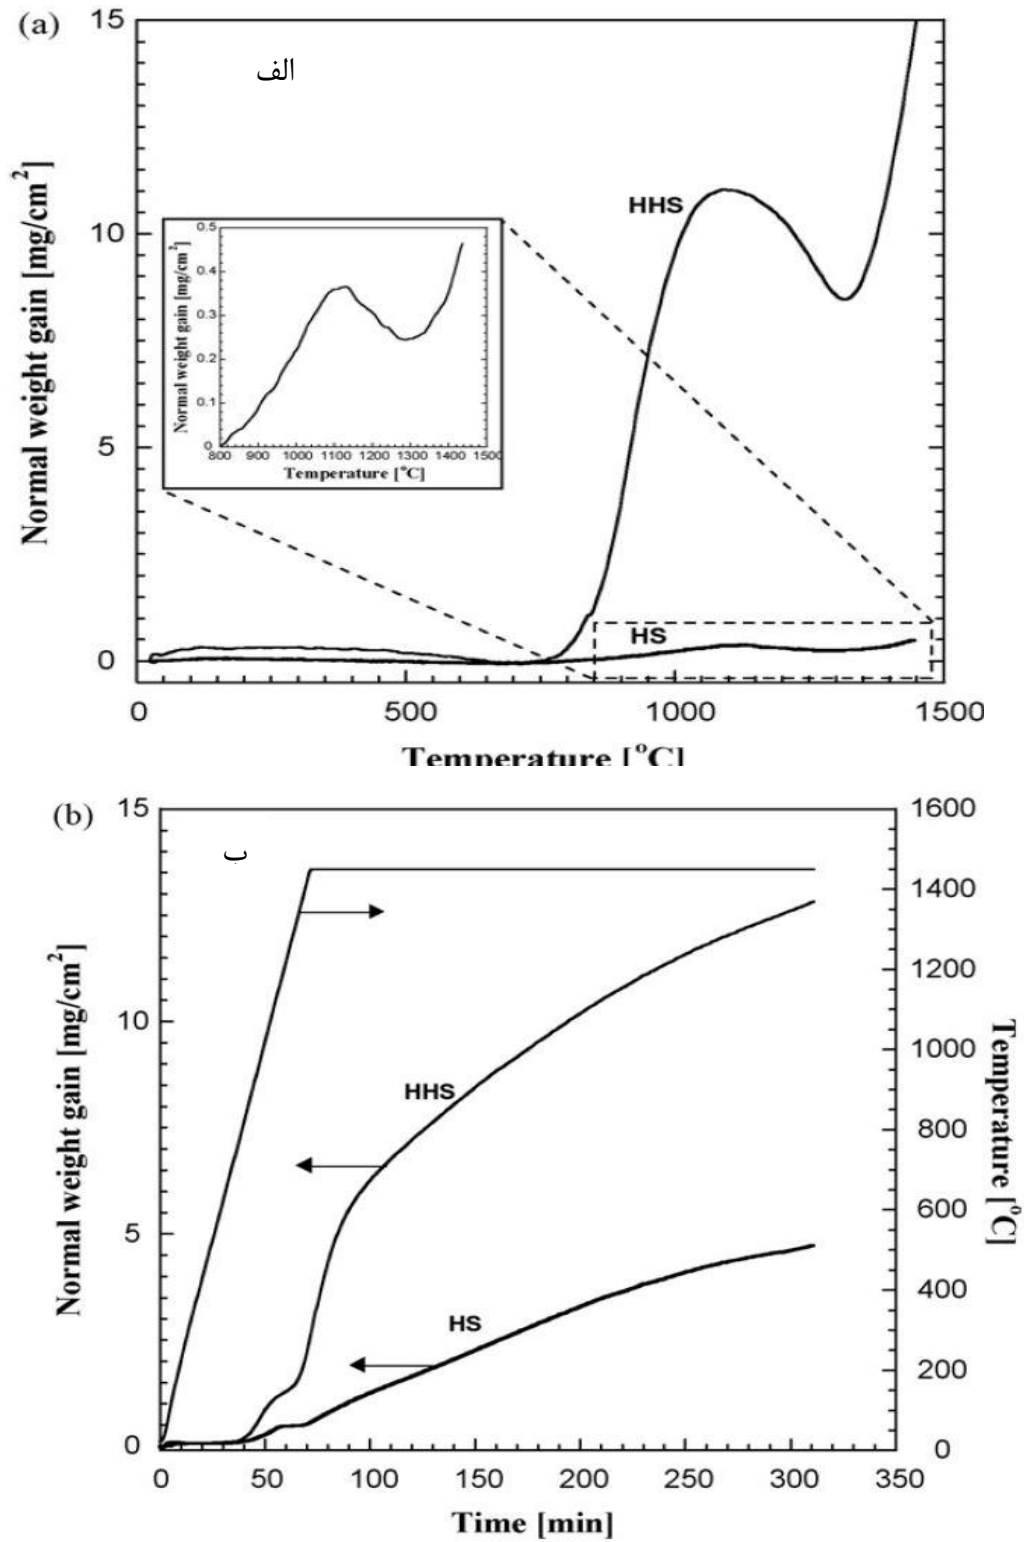 (a)
الف
15
10
5
0
Normal weight gain [mg/cm2]
HHS
HS
0.5
0.4
0.3
0.2
0.1
0
Normal weight gain [mg/cm2]
800 900 1000 1100 1200 1300 1400 1500
Temperature [oC]
0 500 1000 1500
Temperature [oC]
(b)
ب
15
10
5
0
Normal weight gain [mg/cm2]
HHS
HS
1600
1400
1200
1000
800
600
400
200
0
Temperature [oC]
0 50 100 150 200 250 300 350
Time [min]